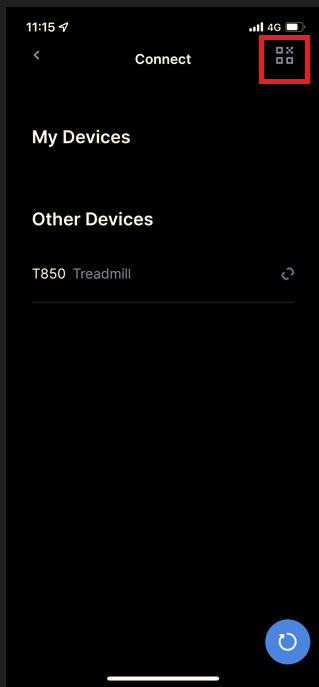 11:15 4G
Connect
My Devices
Other Devices
T850 Treadmill